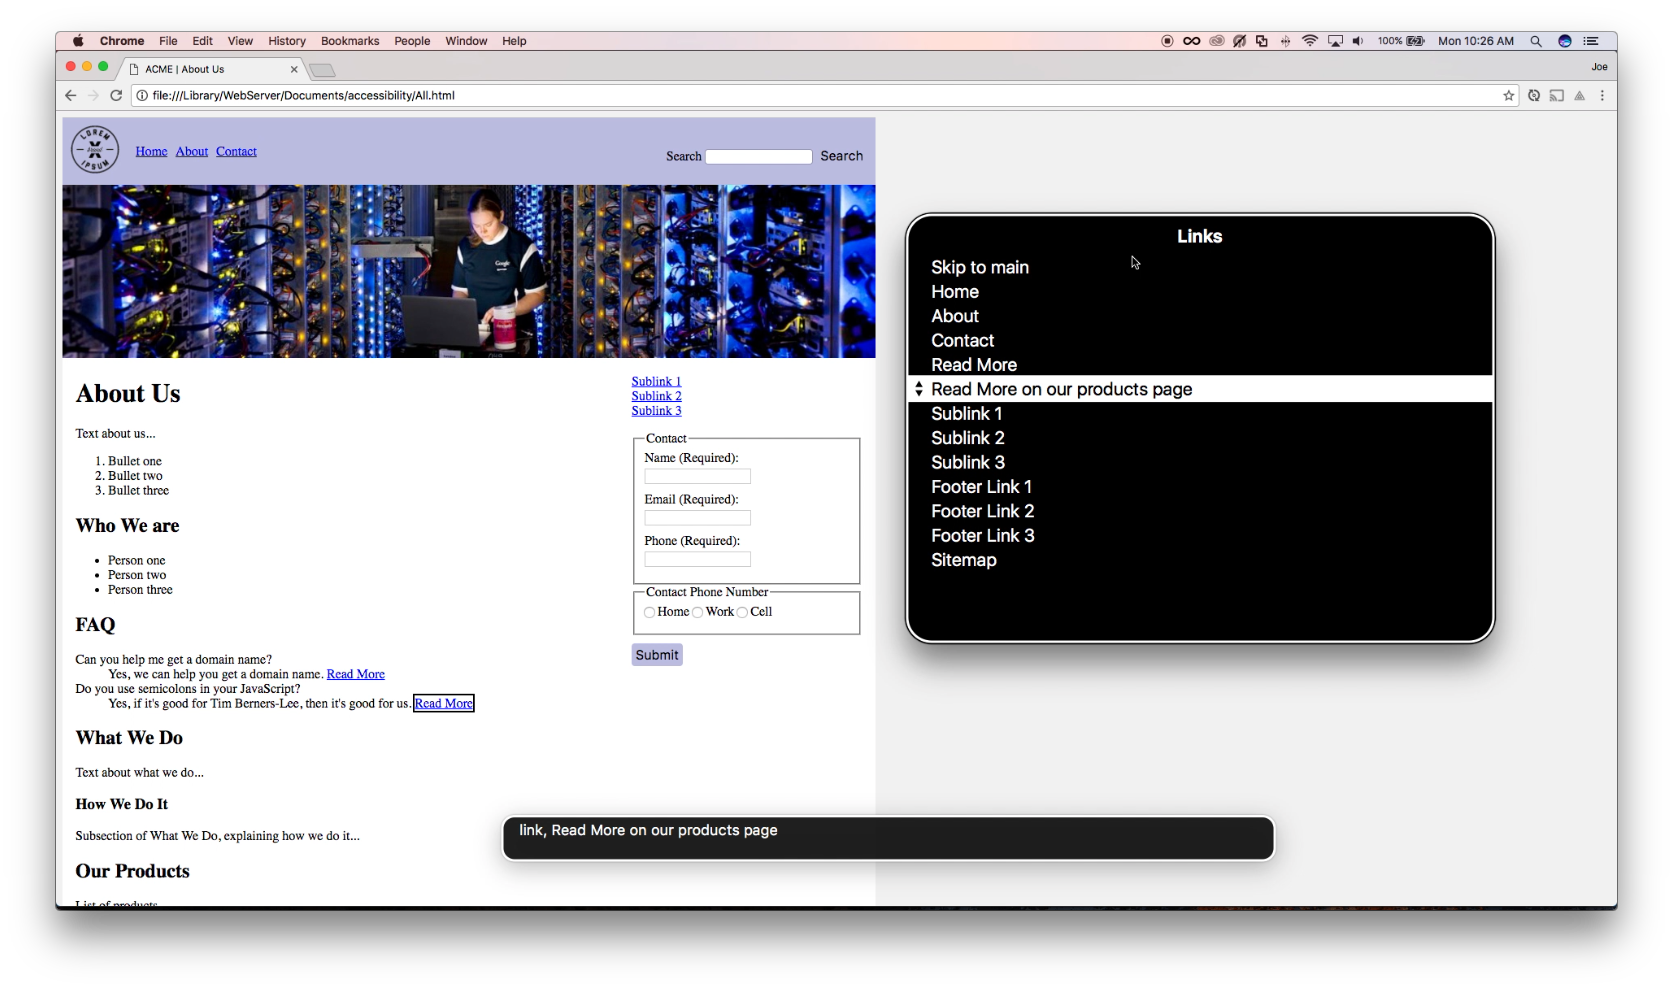 Chrome File Edit View History Bookmarks People Window Help
100% Mon 10:26 AM
ACME | About Us
Joe
file:///Library/WebServer/Documents/accessibility/All.html
LOREM
IPSUM
Home About Contact
Search
Search
Google
About Us
Text about us...
1. Bullet one
2. Bullet two
3. Bullet three
Who We are
• Person one
• Person two
• Person three
FAQ
Can you help me get a domain name?
Yes, we can help you get a domain name. Read More
Do you use semicolons in your JavaScript?
Yes, if it's good for Tim Berners-Lee, then it's good for us. Read More
What We Do
Text about what we do...
How We Do It
Subsection of What We Do, explaining how we do it...
Our Products
List of products
Sublink 1
Sublink 2
Sublink 3
Contact
Name (Required):
Email (Required):
Phone (Required):
Contact Phone Number
Home Work Cell
Submit
Links
Skip to main
Home
About
Contact
Read More
Read More on our products page
Sublink 1
Sublink 2
Sublink 3
Footer Link 1
Footer Link 2
Footer Link 3
Sitemap
link, Read More on our products page